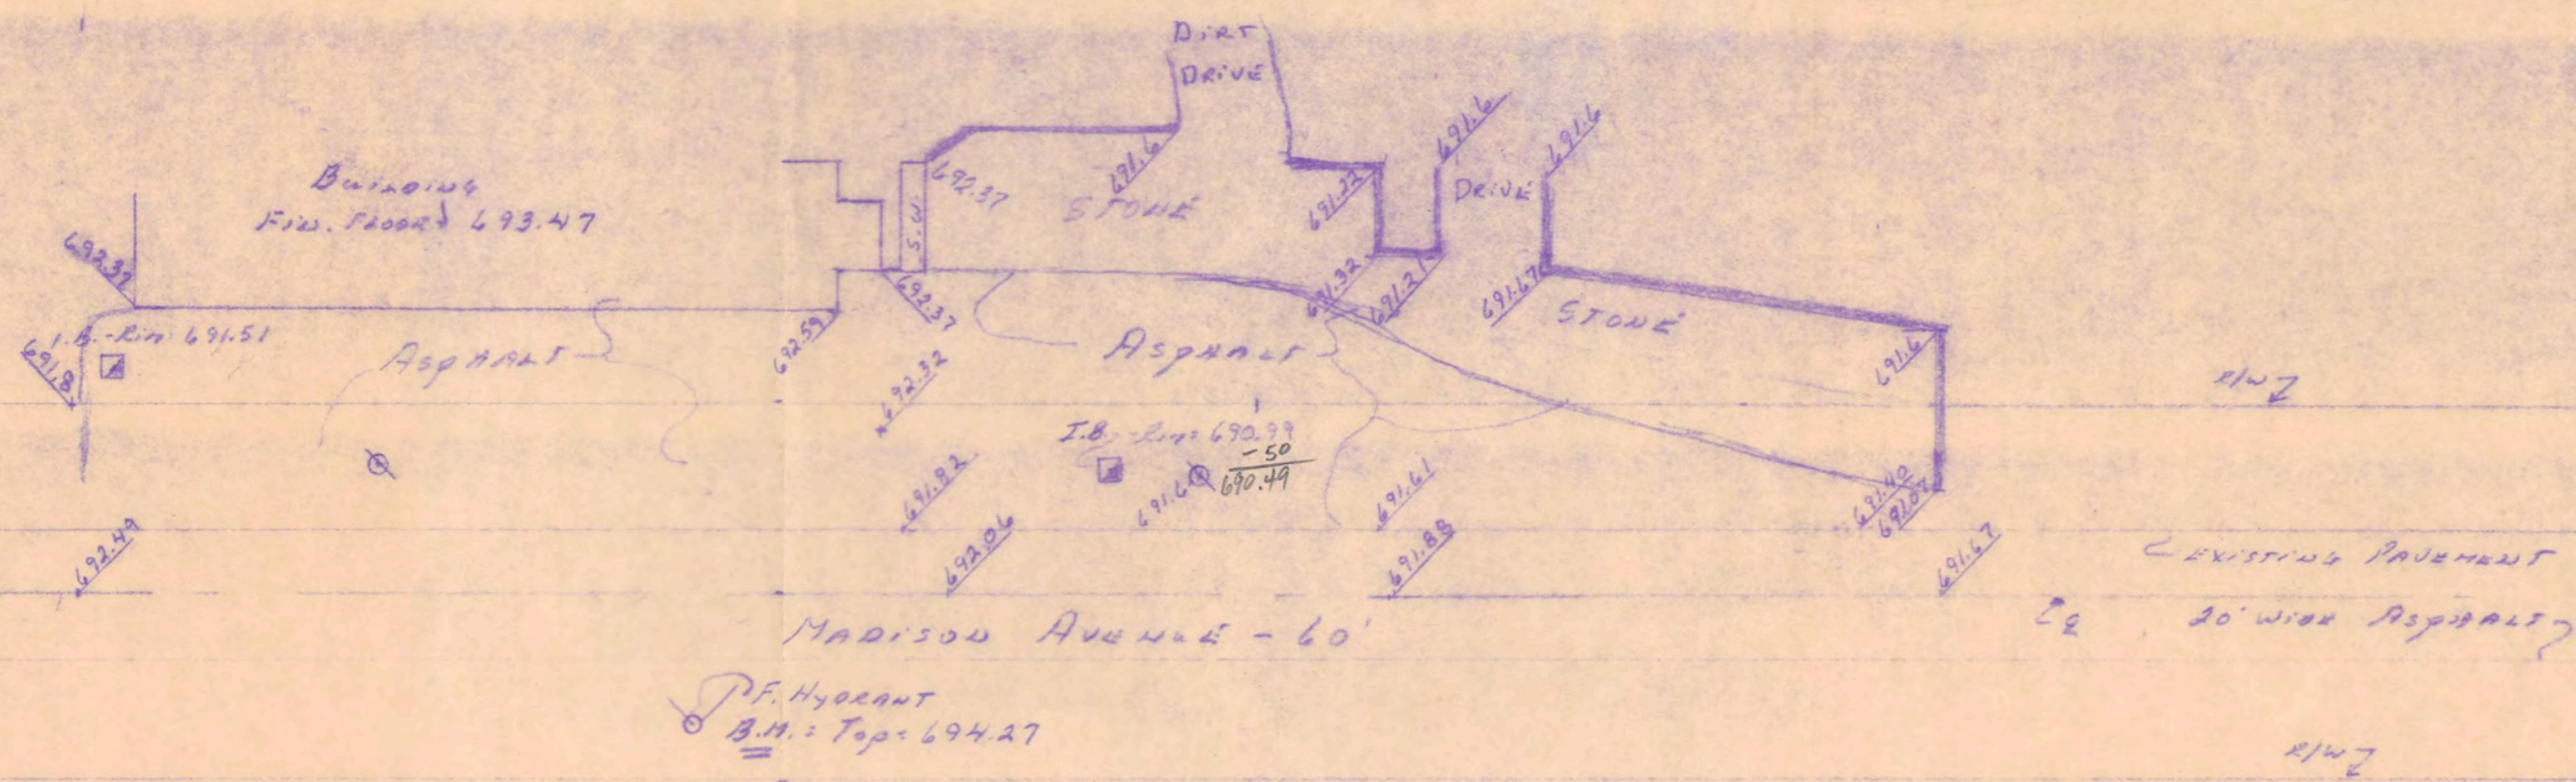 DIRT
DRIVE
691.6
691.6
BUILDING
FIN. FLOOR 693.47
S.W.
692.37
691.6
STONE
691.22
DRIVE
692.37
692.37
692.59
691.32
691.21
691.67
STONE
I.B.-Rim: 691.51
691.8
ASPHALT
ASPHALT
691.6
692.32
R/W
I.B.-Rim: 690.99
-50
690.49
691.82
691.61
691.40
691.07
692.49
692.06
691.88
691.67
EXISTING PAVEMENT
20' WIDE ASPHALT
MADISON AVENUE - 60'
F. HYDRANT
B.M.: Top: 694.27
R/W